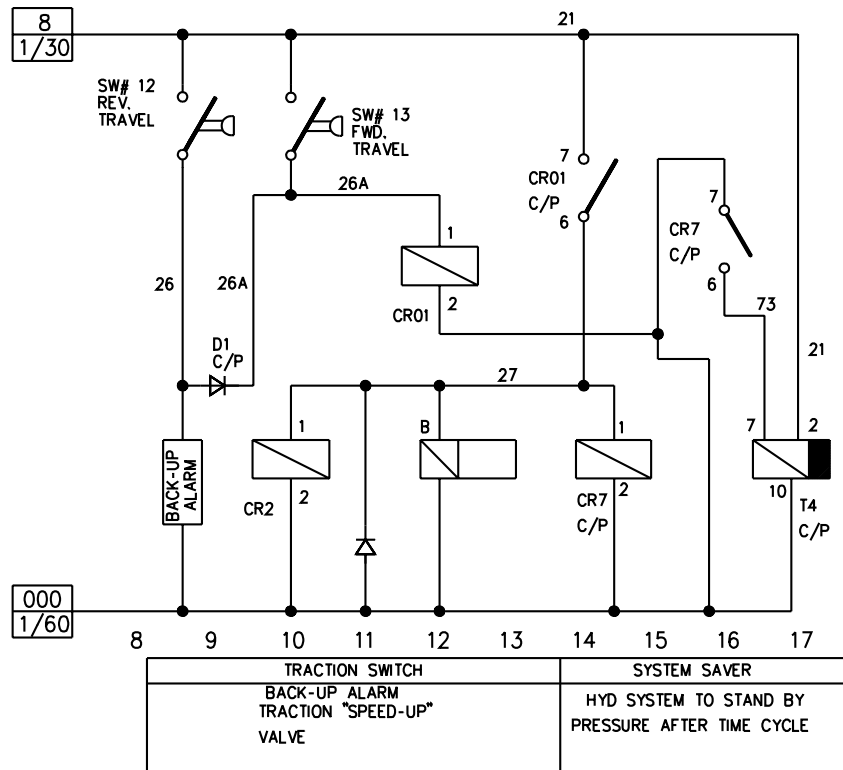 8
1/30
21
SW# 12
REV.
TRAVEL
SW# 13
FWD.
TRAVEL
7
CR01
C/P
6
26A
7
CR7
C/P
6
1
2
CR01
26
26A
73
D1
C/P
21
27
1
2
CR2
B
1
2
CR7
C/P
7
2
10
T4
C/P
BACK-UP
ALARM
000
1/60
8 9 10 11 12 13 14 15 16 17
TRACTION SWITCH
SYSTEM SAVER
BACK-UP ALARM
TRACTION "SPEED-UP"
VALVE
HYD SYSTEM TO STAND BY
PRESSURE AFTER TIME CYCLE